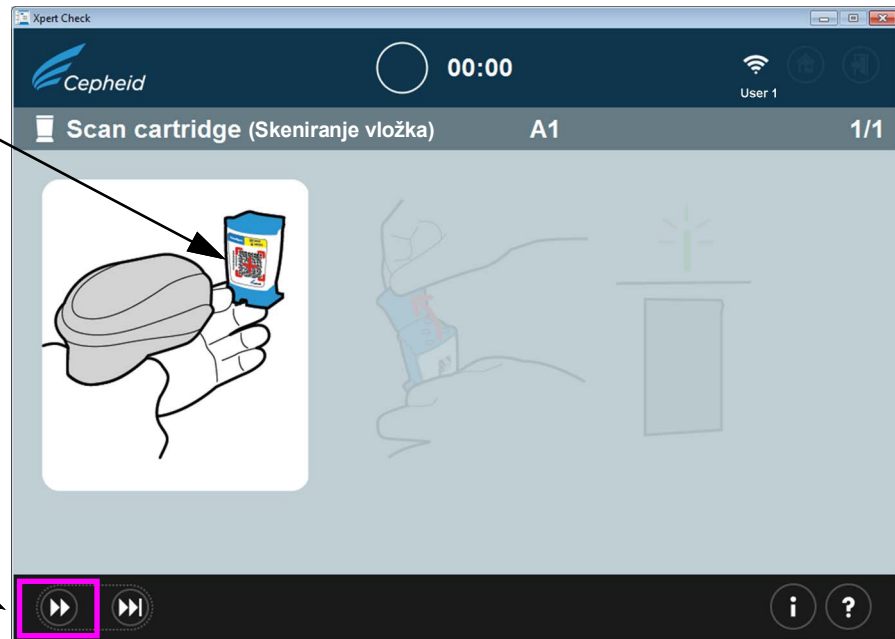 Xpert Check
Cepheid
00:00
User 1
Scan cartridge (Skeniranje vložka) A1 1/1
i ?